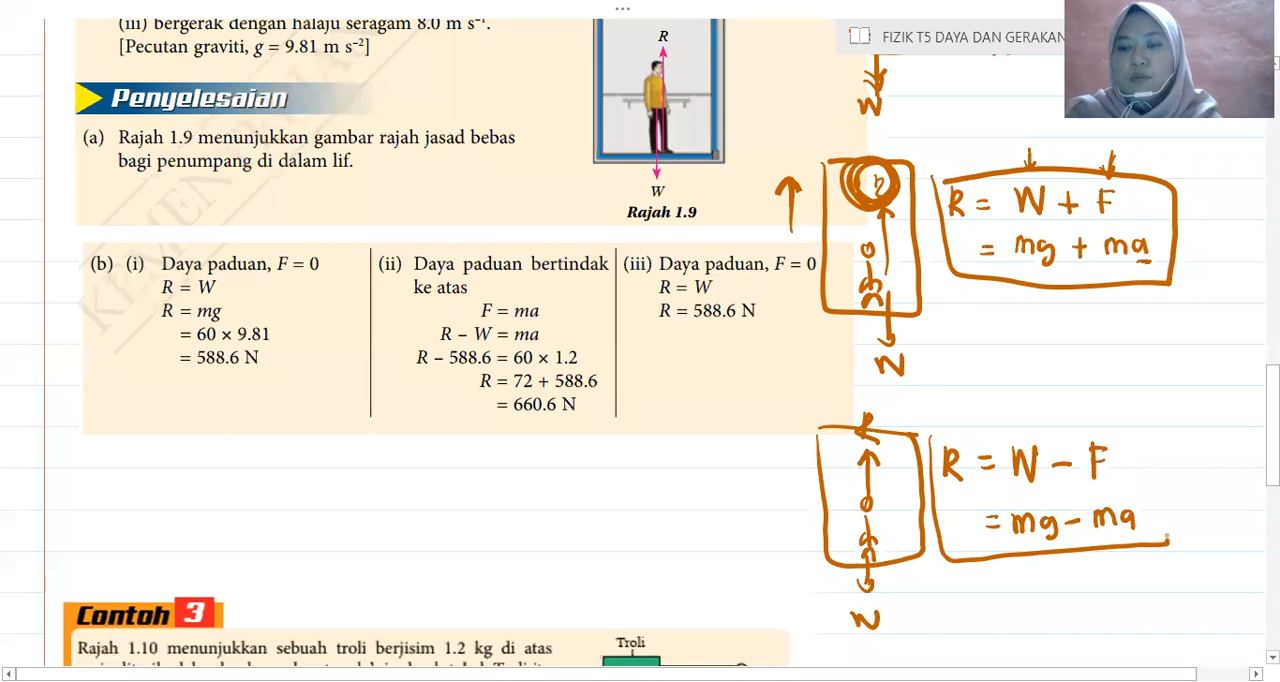 (iii) bergerak dengan halaju seragam 8.0 m s⁻¹.
[Pecutan graviti, g = 9.81 m s⁻²]
Penyelesaian
(a) Rajah 1.9 menunjukkan gambar rajah jasad bebas
bagi penumpang di dalam lif.
R
W
Rajah 1.9
(b) (i) Daya paduan, F = 0
R = W
R = mg
= 60 × 9.81
= 588.6 N
(ii) Daya paduan bertindak
ke atas
F = ma
R – W = ma
R – 588.6 = 60 × 1.2
R = 72 + 588.6
= 660.6 N
(iii) Daya paduan, F = 0
R = W
R = 588.6 N
Contoh 3
Rajah 1.10 menunjukkan sebuah troli berjisim 1.2 kg di atas
Troli
FIZIK T5 DAYA DAN GERAKAN
W
R = W + F
= mg + ma
R
W
R = W - F
= mg - ma
R
W